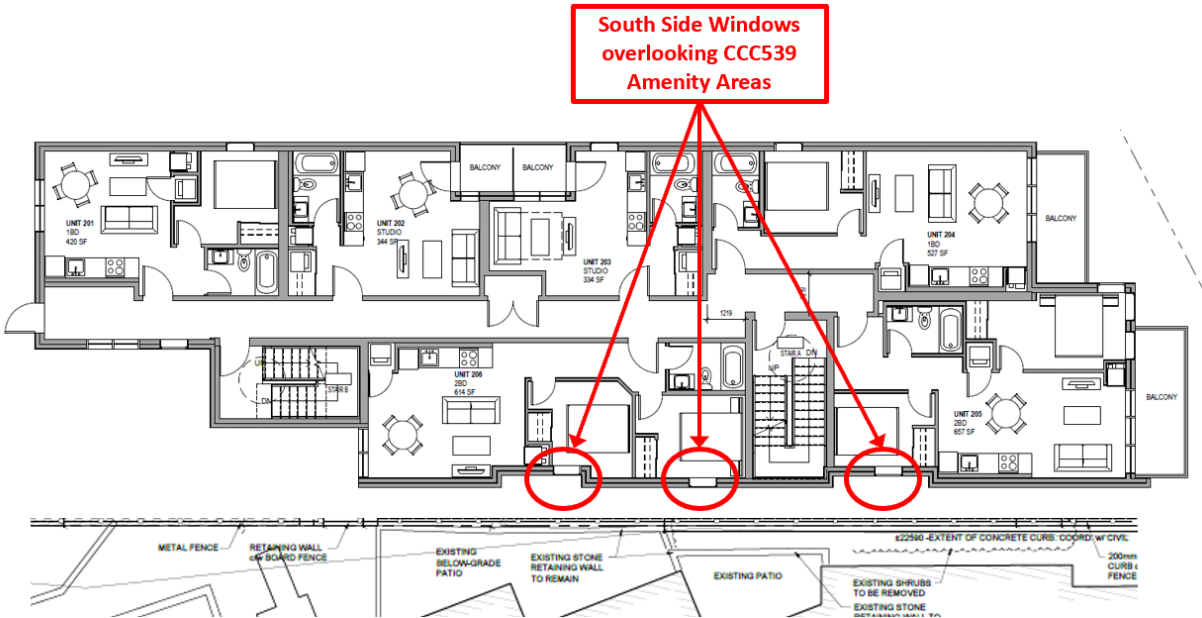 South Side Windows
overlooking CCC539
Amenity Areas
BALCONY
BALCONY
UNIT 201
1BD
420 SF
UNIT 202
STUDIO
344 SF
UNIT 203
STUDIO
334 SF
UNIT 204
1BD
527 SF
BALCONY
1219
UP
DN
STAIR B
UNIT 206
2BD
614 SF
STAIR A
DN
UP
UNIT 205
2BD
657 SF
BALCONY
METAL FENCE
RETAINING WALL
c/w BOARD FENCE
EXISTING
BELOW-GRADE
PATIO
EXISTING STONE
RETAINING WALL
TO REMAIN
EXISTING PATIO
±22590 -EXTENT OF CONCRETE CURB. COORD. w/ CIVIL
EXISTING SHRUBS
TO BE REMOVED
EXISTING STONE
RETAINING WALL TO
200mm
CURB
FENCE